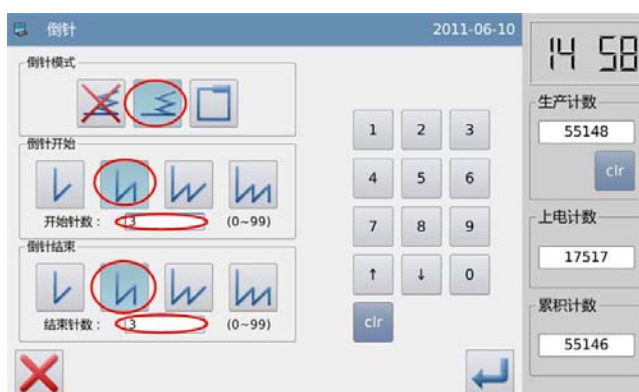 倒针
2011-06-10
14 58
倒针模式
倒针开始
开始针数：
3
(0~99)
倒针结束
结束针数：
3
(0~99)
1
2
3
4
5
6
7
8
9
↑
↓
0
clr
生产计数
55148
clr
上电计数
17517
累积计数
55146